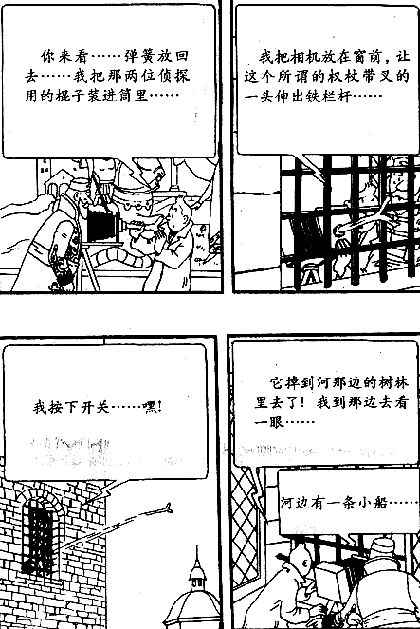 你来看……弹簧放回
去……我把那两位侦探
用的棍子装进筒里……
我把相机放在窗前，让
这个所谓的权杖带叉的
一头伸出铁栏杆……
我按下开关……嘿！
它掉到河那边的树林
里去了！我到那边去看
一眼……
河边有一条小船……